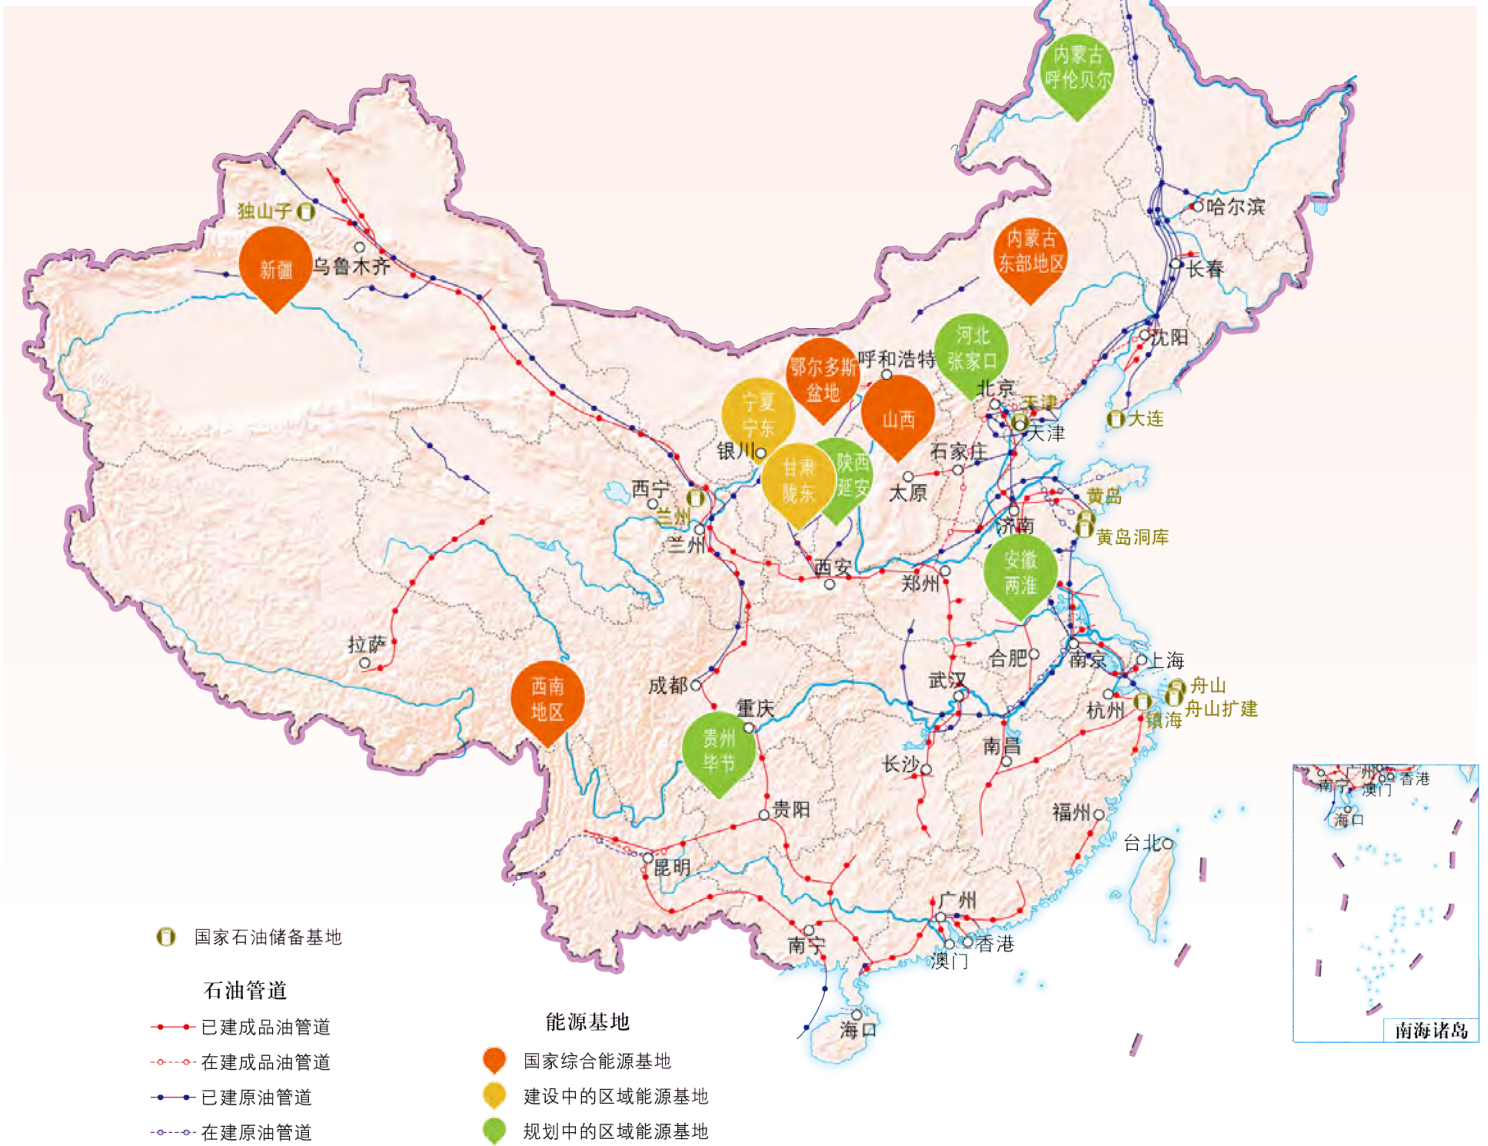 内蒙古
呼伦贝尔
哈尔滨
独山子
新疆
乌鲁木齐
内蒙古
东部地区
长春
沈阳
河北
张家口
鄂尔多斯
盆地
呼和浩特
北京
天津
天津
大连
宁夏
宁东
山西
银川
甘肃
陇东
陕西
延安
石家庄
太原
西宁
兰州
兰州
黄岛
黄岛洞库
济南
西安
郑州
安徽
两淮
拉萨
合肥
南京
上海
西南
地区
成都
武汉
舟山
舟山扩建
杭州
镇海
重庆
贵州
毕节
南昌
长沙
贵阳
福州
台北
昆明
广州
南宁
香港
澳门
海口
广州
香港
南宁
澳门
海口
南海诸岛
国家石油储备基地
石油管道
已建成品油管道
在建成品油管道
已建原油管道
在建原油管道
能源基地
国家综合能源基地
建设中的区域能源基地
规划中的区域能源基地